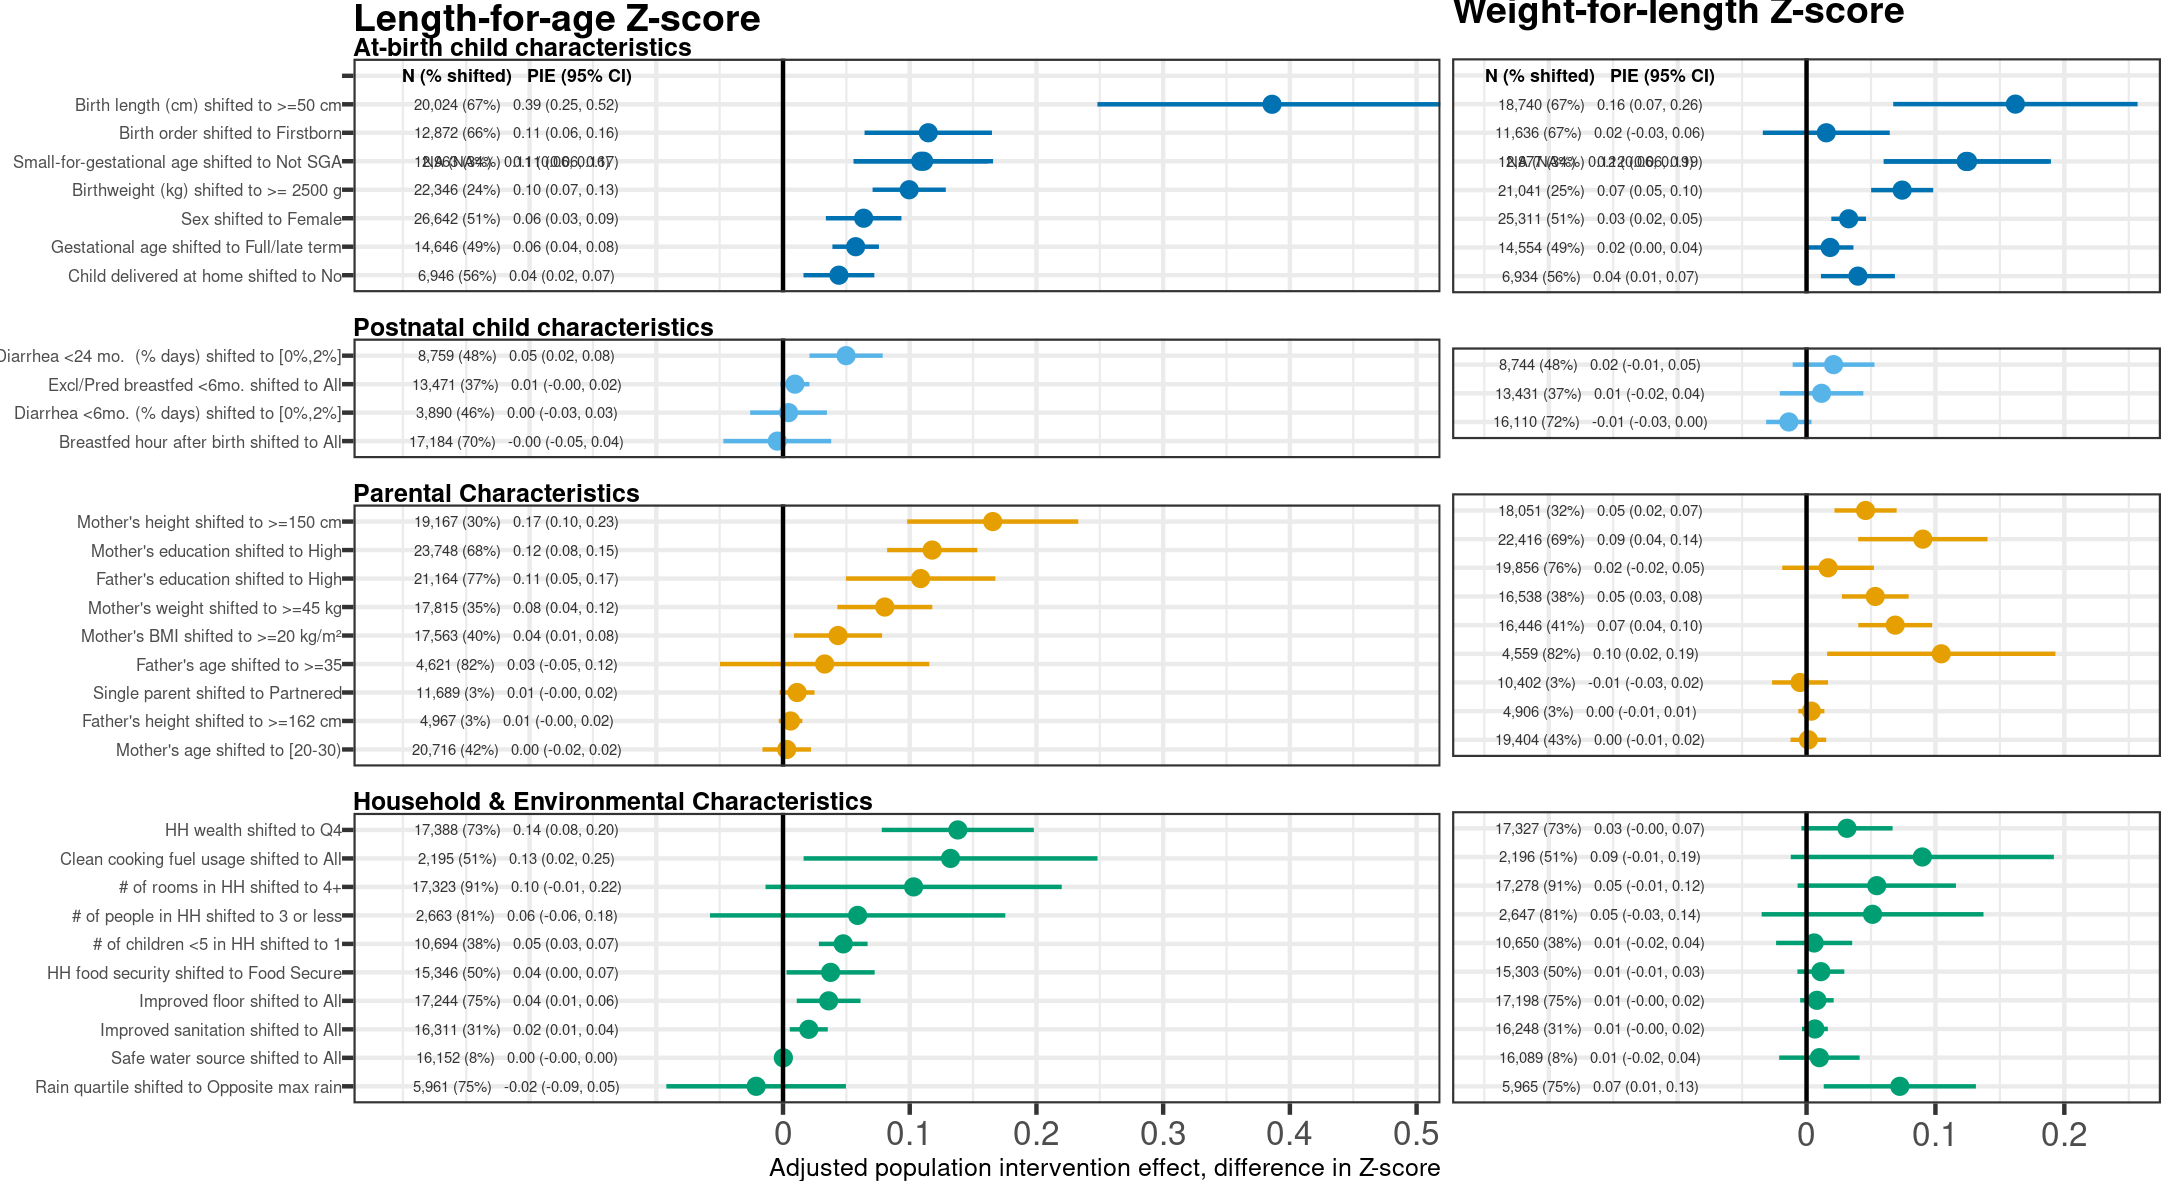 Length-for-age Z-score
Weight-for-length Z-score
At-birth child characteristics
N (% shifted) PIE (95% CI)
N (% shifted) PIE (95% CI)
Birth length (cm) shifted to >=50 cm 20,024 (67%) 0.39 (0.25, 0.52) 18,740 (67%) 0.16 (0.07, 0.26)
Birth order shifted to Firstborn 12,872 (66%) 0.11 (0.06, 0.16) 11,636 (67%) 0.02 (-0.03, 0.06)
Small-for-gestational age shifted to Not SGA
Birthweight (kg) shifted to >= 2500 g 22,346 (24%) 0.10 (0.07, 0.13) 21,041 (25%) 0.07 (0.05, 0.10)
Sex shifted to Female 26,642 (51%) 0.06 (0.03, 0.09) 25,311 (51%) 0.03 (0.02, 0.05)
Gestational age shifted to Full/late term 14,646 (49%) 0.06 (0.04, 0.08) 14,554 (49%) 0.02 (0.00, 0.04)
Child delivered at home shifted to No 6,946 (56%) 0.04 (0.02, 0.07) 6,934 (56%) 0.04 (0.01, 0.07)
Postnatal child characteristics
Diarrhea <24 mo. (% days) shifted to [0%,2%] 8,759 (48%) 0.05 (0.02, 0.08) 8,744 (48%) 0.02 (-0.01, 0.05)
Excl/Pred breastfed <6mo. shifted to All 13,471 (37%) 0.01 (-0.00, 0.02) 13,431 (37%) 0.01 (-0.02, 0.04)
Diarrhea <6mo. (% days) shifted to [0%,2%] 3,890 (46%) 0.00 (-0.03, 0.03) 16,110 (72%) -0.01 (-0.03, 0.00)
Breastfed hour after birth shifted to All 17,184 (70%) -0.00 (-0.05, 0.04)
Parental Characteristics
Mother's height shifted to >=150 cm 19,167 (30%) 0.17 (0.10, 0.23) 18,051 (32%) 0.05 (0.02, 0.07)
Mother's education shifted to High 23,748 (68%) 0.12 (0.08, 0.15) 22,416 (69%) 0.09 (0.04, 0.14)
Father's education shifted to High 21,164 (77%) 0.11 (0.05, 0.17) 19,856 (76%) 0.02 (-0.02, 0.05)
Mother's weight shifted to >=45 kg 17,815 (35%) 0.08 (0.04, 0.12) 16,538 (38%) 0.05 (0.03, 0.08)
Mother's BMI shifted to >=20 kg/m² 17,563 (40%) 0.04 (0.01, 0.08) 16,446 (41%) 0.07 (0.04, 0.10)
Father's age shifted to >=35 4,621 (82%) 0.03 (-0.05, 0.12) 4,559 (82%) 0.10 (0.02, 0.19)
Single parent shifted to Partnered 11,689 (3%) 0.01 (-0.00, 0.02) 10,402 (3%) -0.01 (-0.03, 0.02)
Father's height shifted to >=162 cm 4,967 (3%) 0.01 (-0.00, 0.02) 4,906 (3%) 0.00 (-0.01, 0.01)
Mother's age shifted to [20-30) 20,716 (42%) 0.00 (-0.02, 0.02) 19,404 (43%) 0.00 (-0.01, 0.02)
Household & Environmental Characteristics
HH wealth shifted to Q4 17,388 (73%) 0.14 (0.08, 0.20) 17,327 (73%) 0.03 (-0.00, 0.07)
Clean cooking fuel usage shifted to All 2,195 (51%) 0.13 (0.02, 0.25) 2,196 (51%) 0.09 (-0.01, 0.19)
# of rooms in HH shifted to 4+ 17,323 (91%) 0.10 (-0.01, 0.22) 17,278 (91%) 0.05 (-0.01, 0.12)
# of people in HH shifted to 3 or less 2,663 (81%) 0.06 (-0.06, 0.18) 2,647 (81%) 0.05 (-0.03, 0.14)
# of children <5 in HH shifted to 1 10,694 (38%) 0.05 (0.03, 0.07) 10,650 (38%) 0.01 (-0.02, 0.04)
HH food security shifted to Food Secure 15,346 (50%) 0.04 (0.00, 0.07) 15,303 (50%) 0.01 (-0.01, 0.03)
Improved floor shifted to All 17,244 (75%) 0.04 (0.01, 0.06) 17,198 (75%) 0.01 (-0.00, 0.02)
Improved sanitation shifted to All 16,311 (31%) 0.02 (0.01, 0.04) 16,248 (31%) 0.01 (-0.00, 0.02)
Safe water source shifted to All 16,152 (8%) 0.00 (-0.00, 0.00) 16,089 (8%) 0.01 (-0.02, 0.04)
Rain quartile shifted to Opposite max rain 5,961 (75%) -0.02 (-0.09, 0.05) 5,965 (75%) 0.07 (0.01, 0.13)
0 0.1 0.2 0.3 0.4 0.5 0 0.1 0.2
Adjusted population intervention effect, difference in Z-score